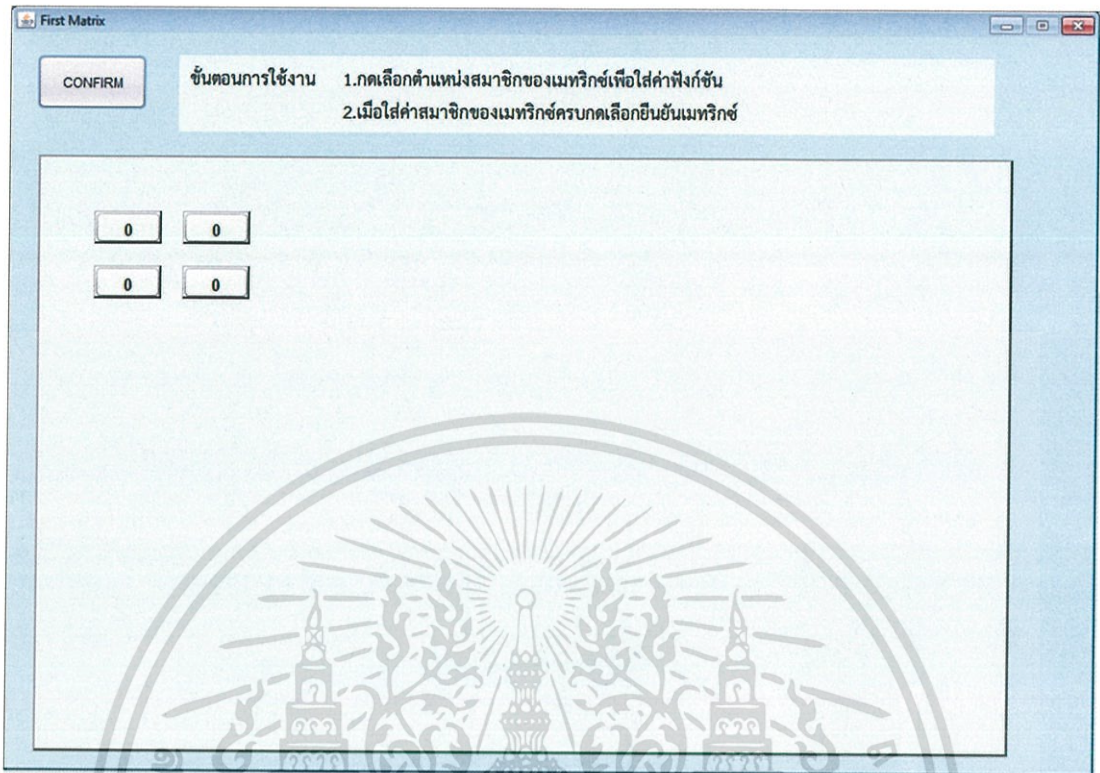 First Matrix
CONFIRM
ขั้นตอนการใช้งาน 1.กดเลือกตำแหน่งสมาชิกของเมทริกซ์เพื่อใส่ค่าฟังก์ชัน
2.เมื่อใส่ค่าสมาชิกของเมทริกซ์ครบกดเลือกยืนยันเมทริกซ์
0 0
0 0